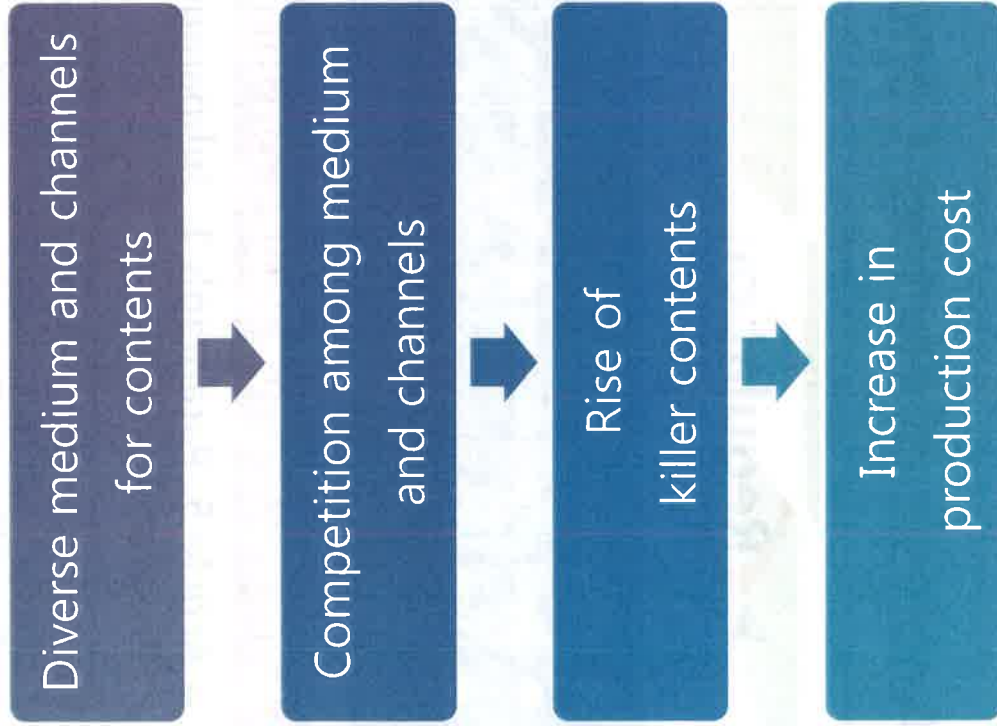 Diverse medium and channels
for contents
Competition among medium
and channels
Rise of
killer contents
Increase in
production cost